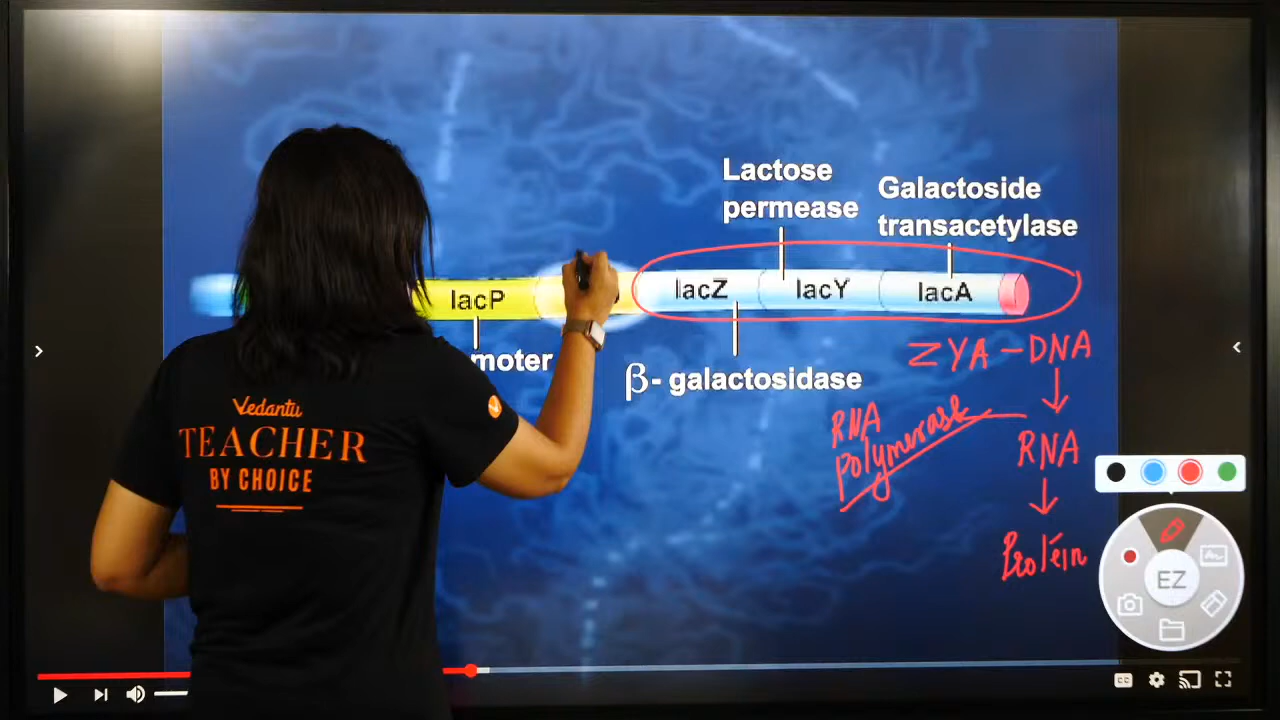 Lactose
permease
Galactoside
transacetylase
lacP
lacZ
lacY
lacA
moter
β- galactosidase
ZYA - DNA
RNA
Polymerase
RNA
Protein
Vedantu
TEACHER
BY CHOICE
EZ
CC